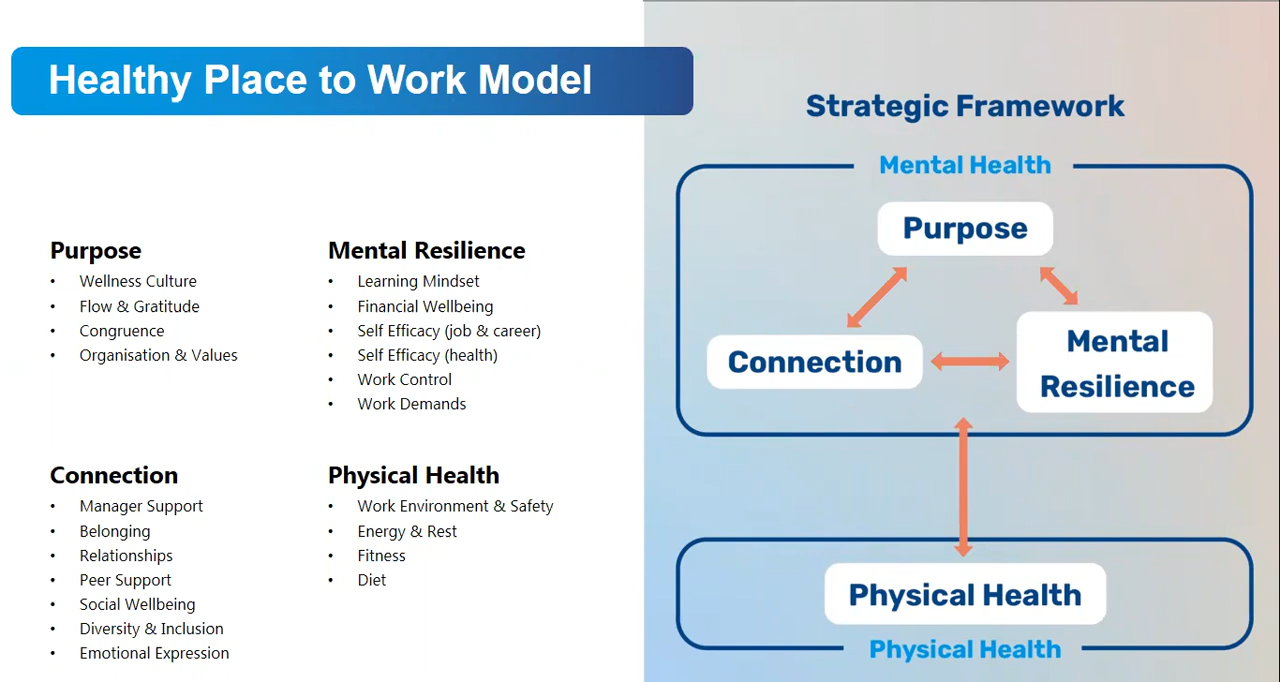 Healthy Place to Work Model
Purpose
• Wellness Culture
• Flow & Gratitude
• Congruence
• Organisation & Values
Mental Resilience
• Learning Mindset
• Financial Wellbeing
• Self Efficacy (job & career)
• Self Efficacy (health)
• Work Control
• Work Demands
Connection
• Manager Support
• Belonging
• Relationships
• Peer Support
• Social Wellbeing
• Diversity & Inclusion
• Emotional Expression
Physical Health
• Work Environment & Safety
• Energy & Rest
• Fitness
• Diet
Strategic Framework
Mental Health
Purpose
Connection
Mental
Resilience
Physical Health
Physical Health